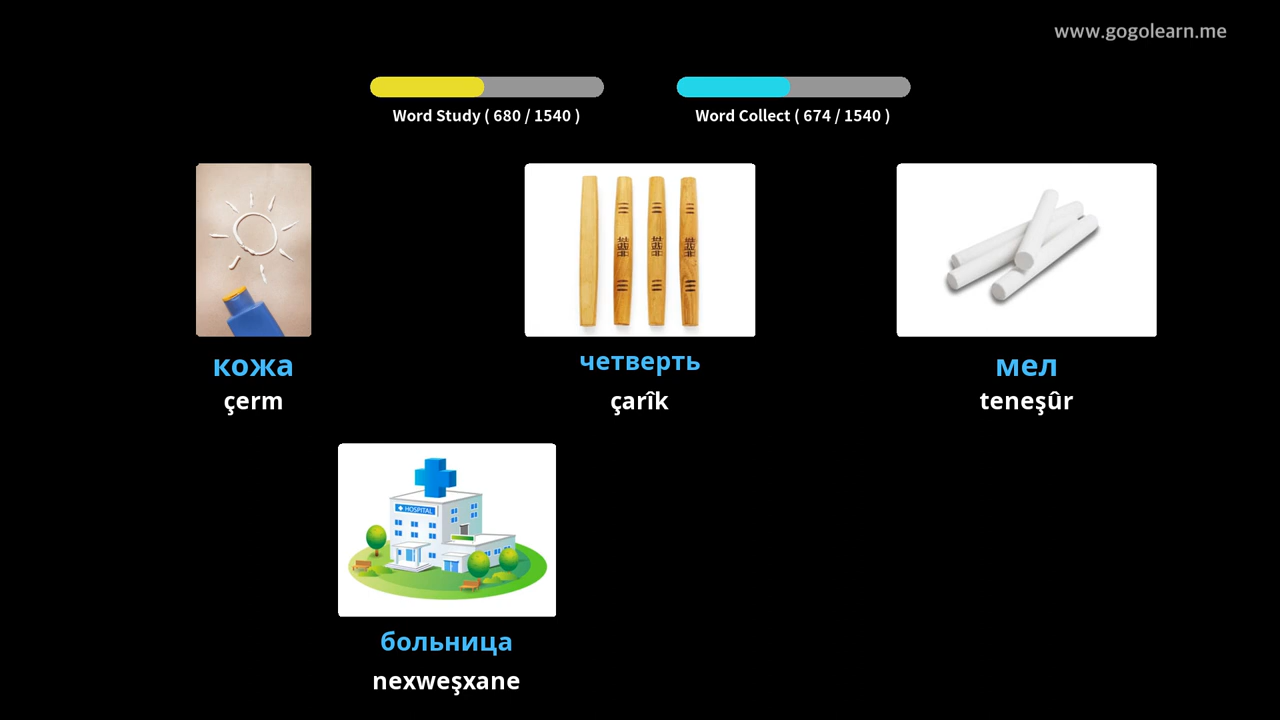 www.gogolearn.me
Word Study ( 680 / 1540 )
Word Collect ( 674 / 1540 )
кожа
çerm
четверть
çarîk
мел
teneşûr
HOSPITAL
больница
nexweşxane